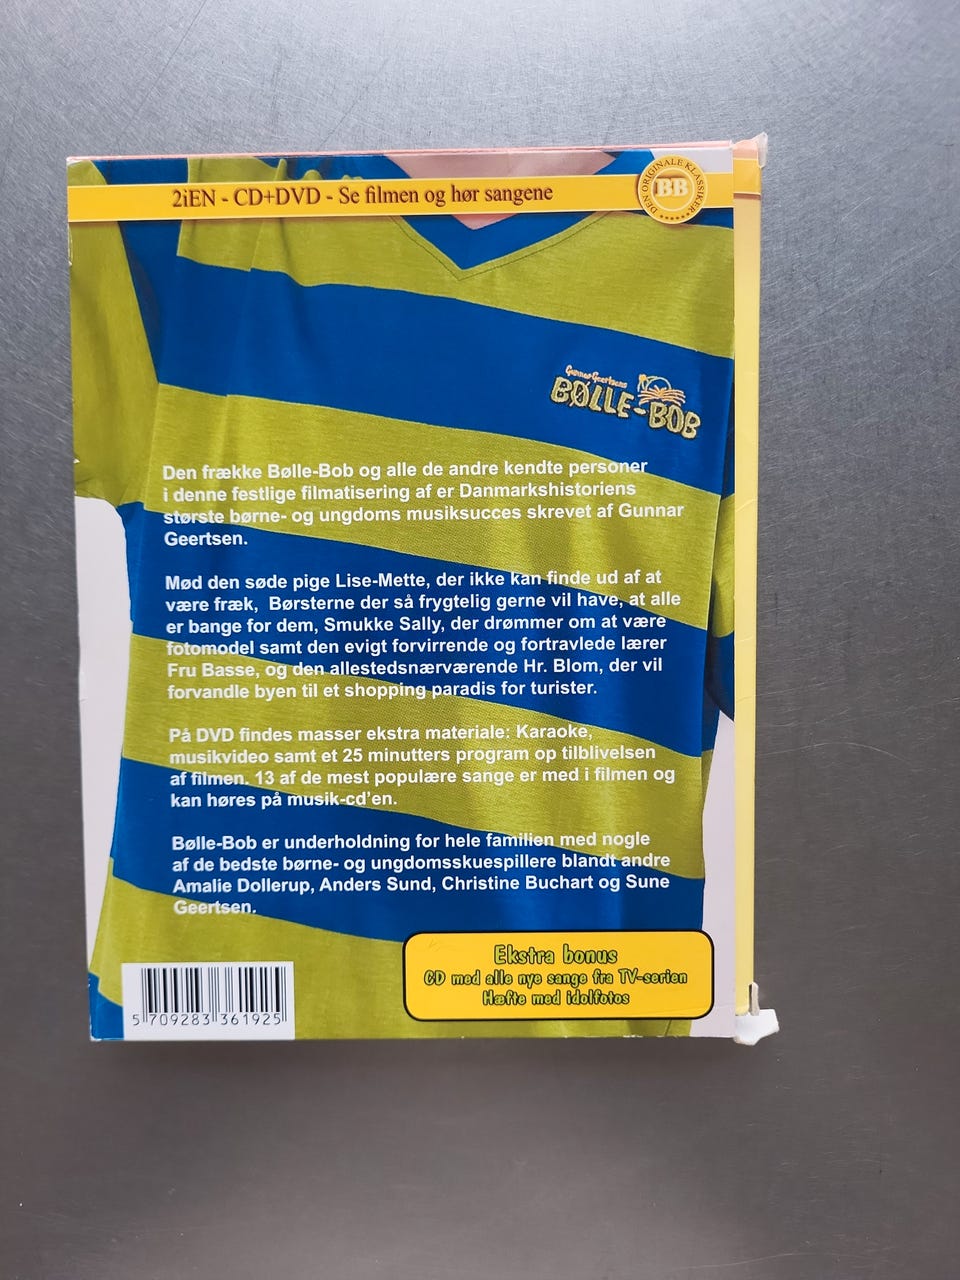 2iEN - CD+DVD - Se filmen og hør sangene
DEN ORIGINALE KLASSIKER
BB
Gunnar Geertsens
BØLLE-BOB
Den frække Bølle-Bob og alle de andre kendte personer
i denne festlige filmatisering af er Danmarkshistoriens
største børne- og ungdoms musiksucces skrevet af Gunnar
Geertsen.
Mød den søde pige Lise-Mette, der ikke kan finde ud af at
være fræk, Børsterne der så frygtelig gerne vil have, at alle
er bange for dem, Smukke Sally, der drømmer om at være
fotomodel samt den evigt forvirrende og fortravlede lærer
Fru Basse, og den allestedsnærværende Hr. Blom, der vil
forvandle byen til et shopping paradis for turister.
På DVD findes masser ekstra materiale: Karaoke,
musikvideo samt et 25 minutters program op tilblivelsen
af filmen. 13 af de mest populære sange er med i filmen og
kan høres på musik-cd'en.
Bølle-Bob er underholdning for hele familien med nogle
af de bedste børne- og ungdomsskuespillere blandt andre
Amalie Dollerup, Anders Sund, Christine Buchart og Sune
Geertsen.
Ekstra bonus
CD med alle nye sange fra TV-serien
Hæfte med idolfotos
5 709283 361925